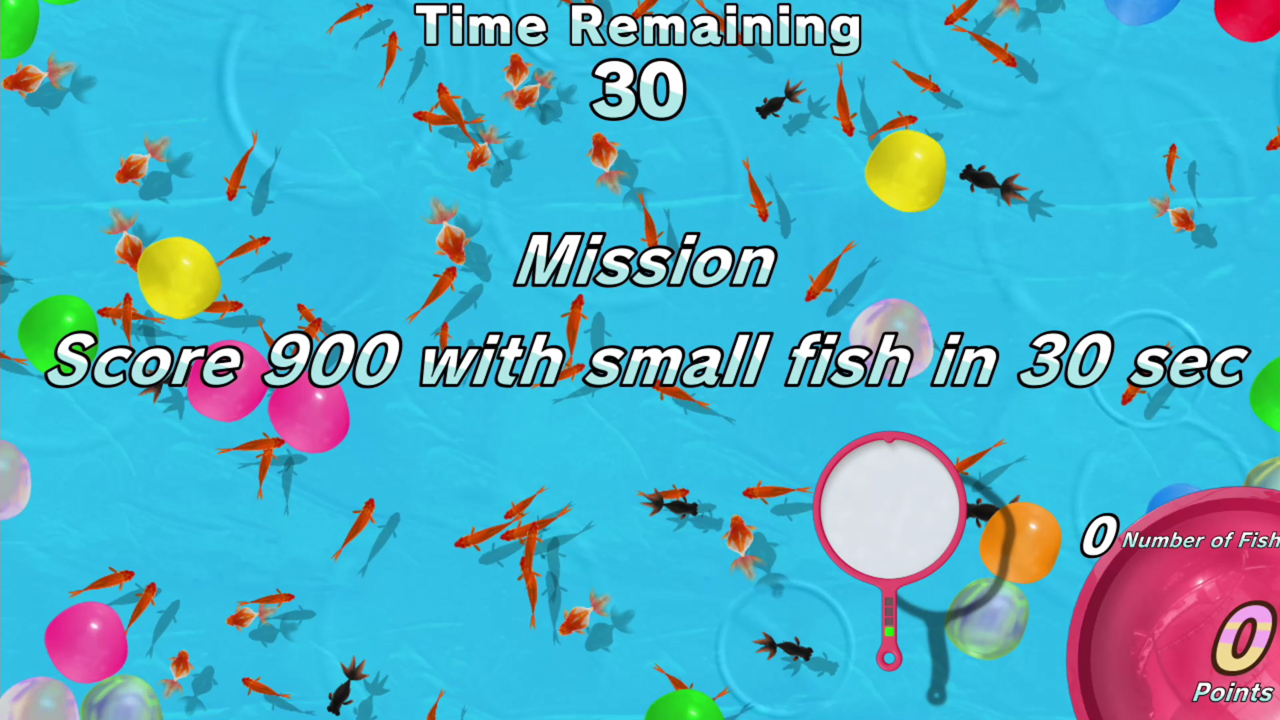 Time Remaining
30
Mission
Score 900 with small fish in 30 sec
0 Number of Fish
0
Points